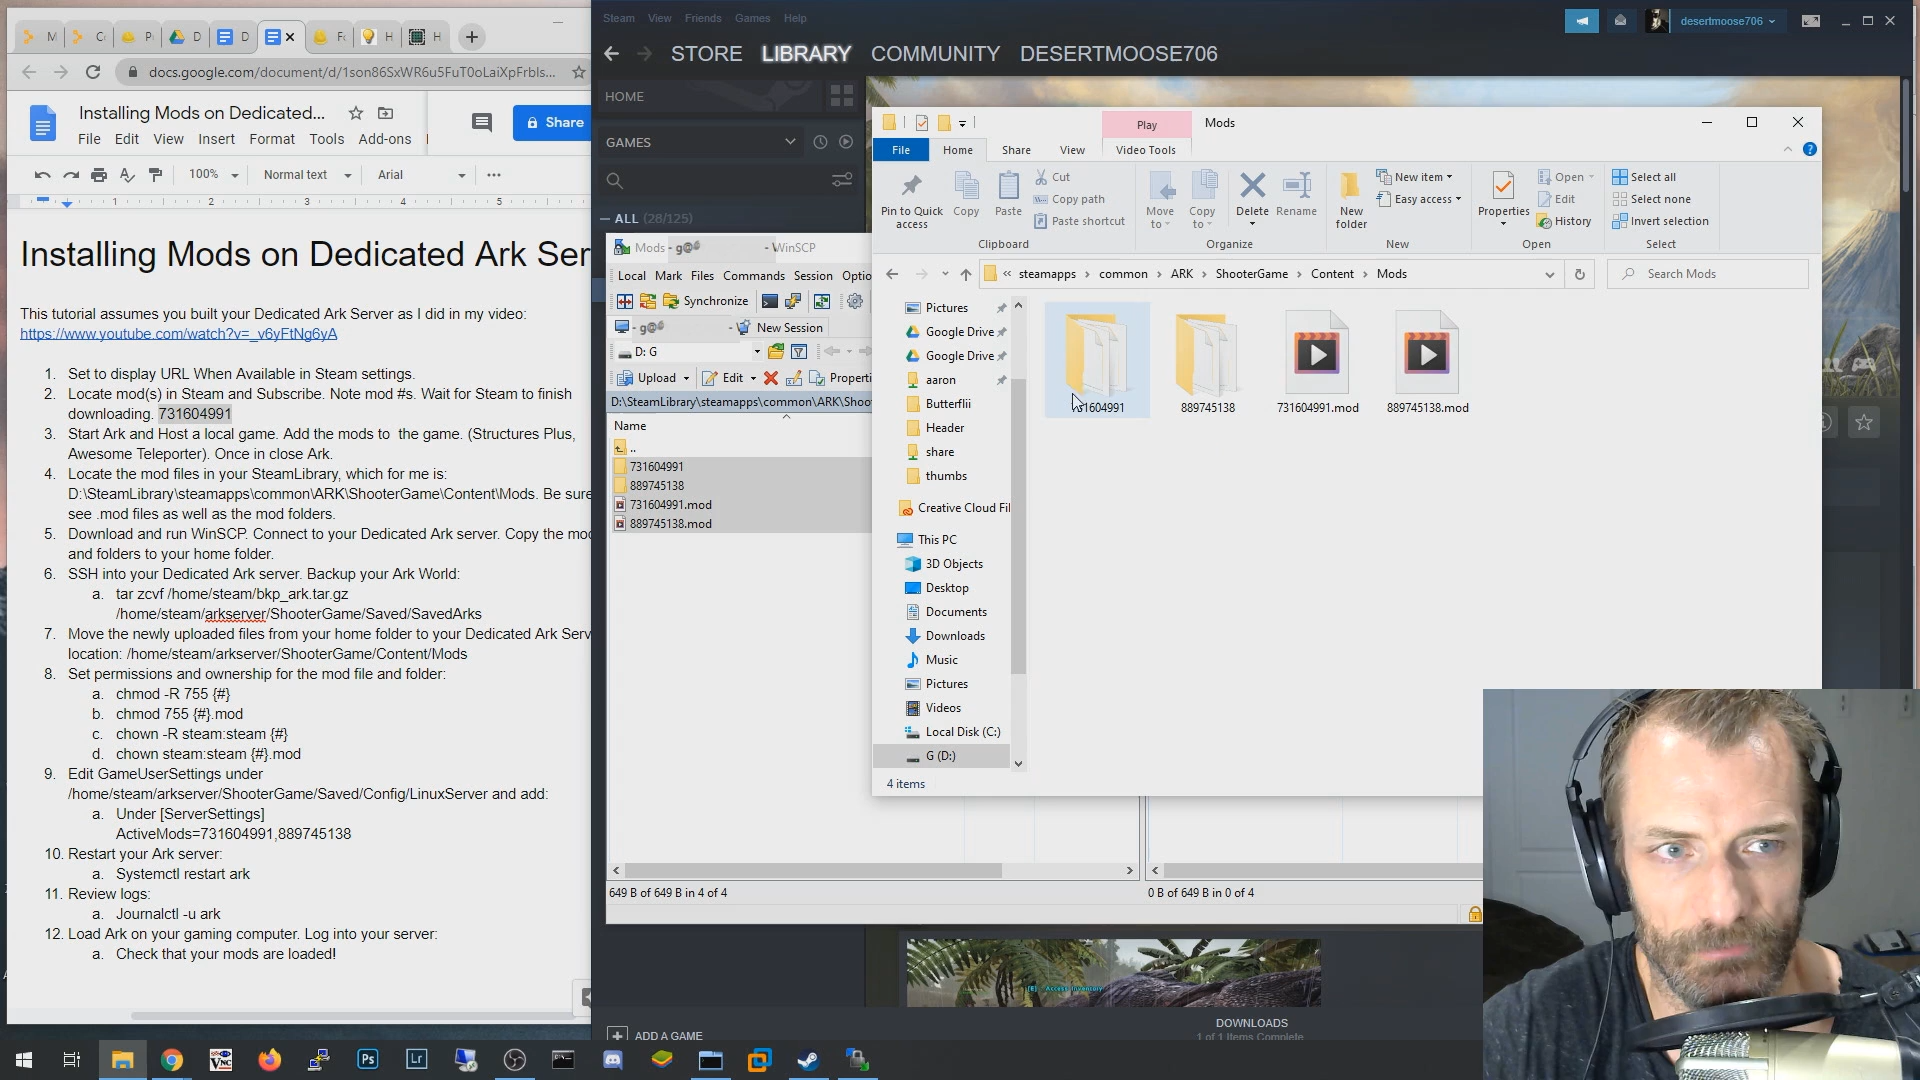 docs.google.com/document/d/1son86SxWR6u5FuT0oLaiXpFrbls...
Installing Mods on Dedicated...
Share
File Edit View Insert Format Tools Add-ons
100% Normal text Arial
1 2 3 4 5
Installing Mods on Dedicated Ark Ser
This tutorial assumes you built your Dedicated Ark Server as I did in my video:
https://www.youtube.com/watch?v=_v6yFtNg6yA
1. Set to display URL When Available in Steam settings.
2. Locate mod(s) in Steam and Subscribe. Note mod #s. Wait for Steam to finish
downloading. 731604991
3. Start Ark and Host a local game. Add the mods to the game. (Structures Plus,
Awesome Teleporter). Once in close Ark.
4. Locate the mod files in your SteamLibrary, which for me is:
D:\SteamLibrary\steamapps\common\ARK\ShooterGame\Content\Mods. Be sure
see .mod files as well as the mod folders.
5. Download and run WinSCP. Connect to your Dedicated Ark server. Copy the mod
and folders to your home folder.
6. SSH into your Dedicated Ark server. Backup your Ark World:
a. tar zcvf /home/steam/bkp_ark.tar.gz
/home/steam/arkserver/ShooterGame/Saved/SavedArks
7. Move the newly uploaded files from your home folder to your Dedicated Ark Serv
location: /home/steam/arkserver/ShooterGame/Content/Mods
8. Set permissions and ownership for the mod file and folder:
a. chmod -R 755 {#}
b. chmod 755 {#}.mod
c. chown -R steam:steam {#}
d. chown steam:steam {#}.mod
9. Edit GameUserSettings under
/home/steam/arkserver/ShooterGame/Saved/Config/LinuxServer and add:
a. Under [ServerSettings]
ActiveMods=731604991,889745138
10. Restart your Ark server:
a. Systemctl restart ark
11. Review logs:
a. Journalctl -u ark
12. Load Ark on your gaming computer. Log into your server:
a. Check that your mods are loaded!
Steam View Friends Games Help
desertmoose706
STORE LIBRARY COMMUNITY DESERTMOOSE706
HOME
GAMES
ALL (28/125)
Mods - g@ - WinSCP
Local Mark Files Commands Session Optio
Synchronize
g@ - New Session
D: G
Upload Edit Properti
D:\SteamLibrary\steamapps\common\ARK\Shoo
Name
..
731604991
889745138
731604991.mod
889745138.mod
649 B of 649 B in 4 of 4
0 B of 649 B in 0 of 4
Play
Mods
File Home Share View Video Tools
Pin to Quick access
Copy
Paste
Cut
Copy path
Paste shortcut
Clipboard
Move to
Copy to
Delete
Rename
Organize
New folder
New item
Easy access
New
Properties
Open
Edit
History
Open
Select all
Select none
Invert selection
Select
« steamapps > common > ARK > ShooterGame > Content > Mods
Search Mods
Pictures
Google Drive
Google Drive
aaron
Butterflii
Header
share
thumbs
Creative Cloud Fil
This PC
3D Objects
Desktop
Documents
Downloads
Music
Pictures
Videos
Local Disk (C:)
G (D:)
731604991
889745138
731604991.mod
889745138.mod
4 items
[E] Access Inventory
ADD A GAME
DOWNLOADS
1 of 1 Items Complete
Ps
Lr